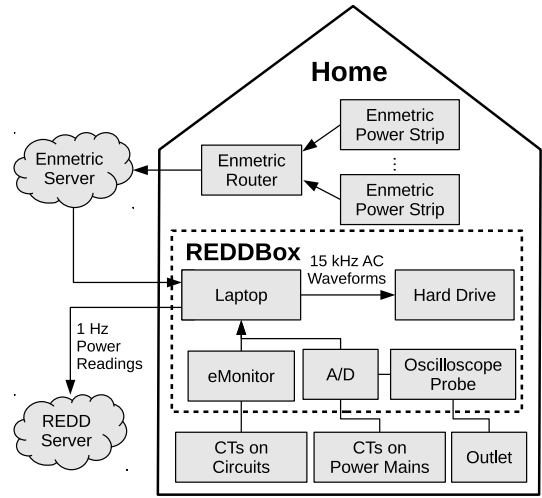 Home
Enmetric
Power Strip
...
Enmetric
Server
Enmetric
Router
Enmetric
Power Strip
REDDBox
15 kHz AC
Waveforms
Laptop
Hard Drive
1 Hz
Power
Readings
eMonitor
A/D
Oscilloscope
Probe
REDD
Server
CTs on
Circuits
CTs on
Power Mains
Outlet